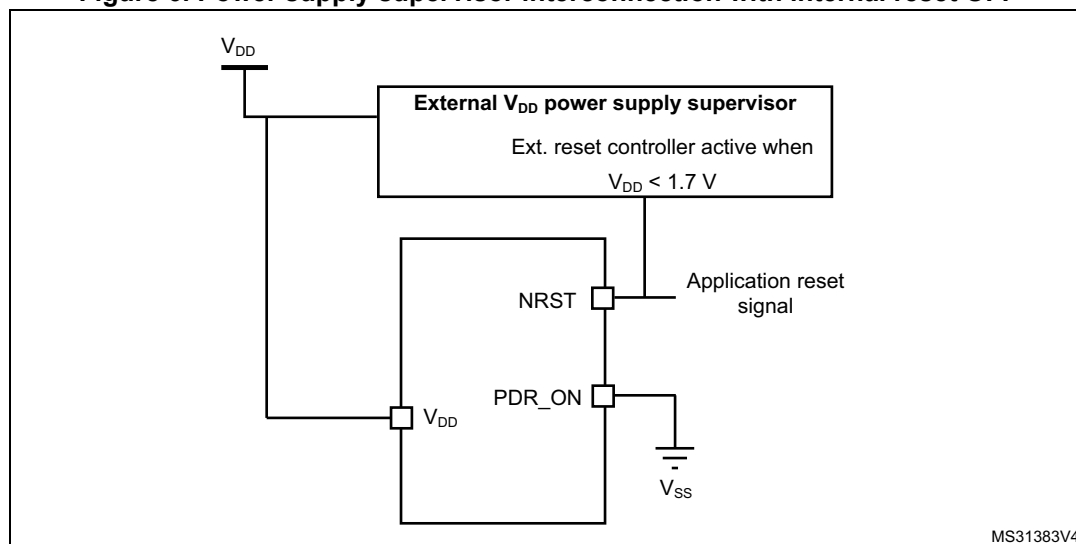 V_DD
External V_DD power supply supervisor
Ext. reset controller active when
V_DD < 1.7 V
NRST
Application reset
signal
PDR_ON
V_DD
V_SS
MS31383V4